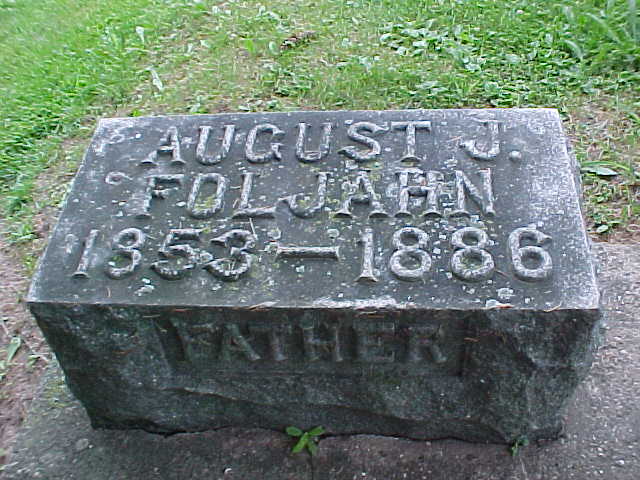 AUGUST J.
FOLJAHN
1853–1886
FATHER